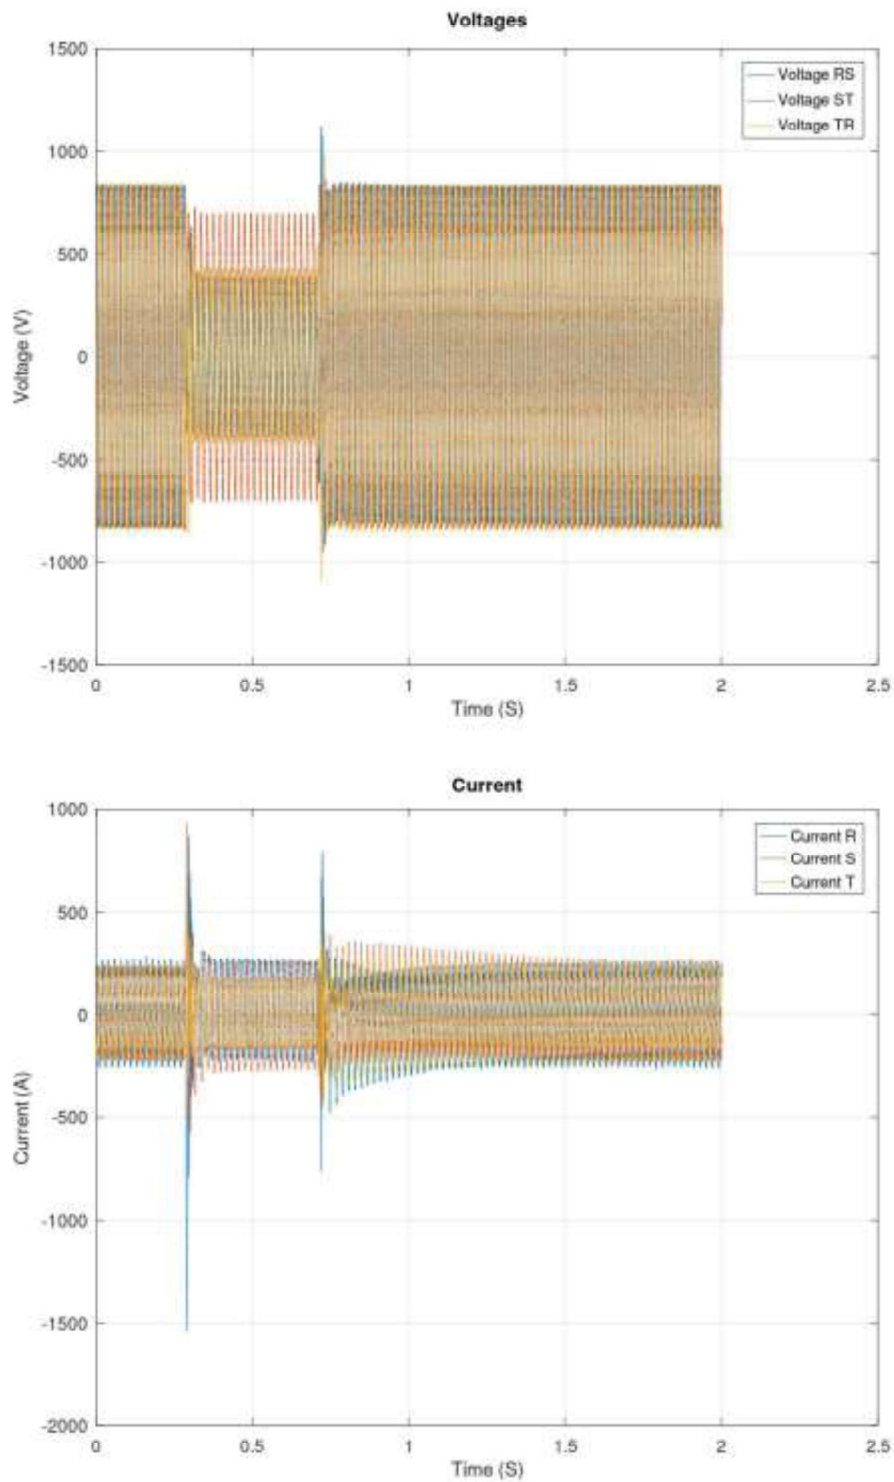 Voltages
1500
Voltage RS
Voltage ST
Voltage TR
1000
500
0
-500
-1000
-1500
Voltage (V)
0 0.5 1 1.5 2 2.5
Time (S)
Current
1000
Current R
Current S
Current T
500
0
-500
-1000
-1500
-2000
Current (A)
0 0.5 1 1.5 2 2.5
Time (S)